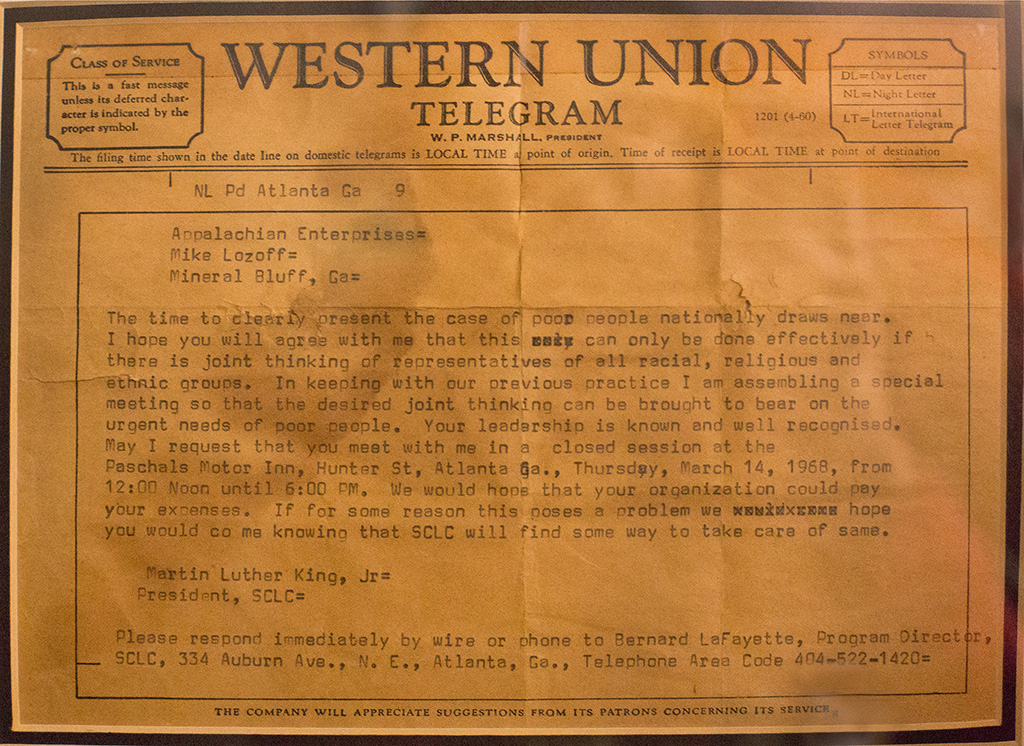 CLASS OF SERVICE
This is a fast message
unless its deferred char-
acter is indicated by the
proper symbol.
WESTERN UNION
TELEGRAM
W. P. MARSHALL, PRESIDENT
1201 (4-60)
SYMBOLS
DL=Day Letter
NL=Night Letter
LT=International Letter Telegram
The filing time shown in the date line on domestic telegrams is LOCAL TIME at point of origin. Time of receipt is LOCAL TIME at point of destination
NL Pd Atlanta Ga 9
Appalachian Enterprises=
Mike Lozoff=
Mineral Bluff, Ga=
The time to clearly present the case of poor people nationally draws near.
I hope you will agree with me that this can only be done effectively if
there is joint thinking of representatives of all racial, religious and
ethnic groups. In keeping with our previous practice I am assembling a special
meeting so that the desired joint thinking can be brought to bear on the
urgent needs of poor people. Your leadership is known and well recognised.
May I request that you meet with me in a closed session at the
Paschals Motor Inn, Hunter St, Atlanta Ga., Thursday, March 14, 1968, from
12:00 Noon until 6:00 PM. We would hope that your organization could pay
your expenses. If for some reason this poses a problem we hope
you would co me knowing that SCLC will find some way to take care of same.
Martin Luther King, Jr=
President, SCLC=
Please respond immediately by wire or phone to Bernard LaFayette, Program Director,
SCLC, 334 Auburn Ave., N. E., Atlanta, Ga., Telephone Area Code 404-522-1420=
THE COMPANY WILL APPRECIATE SUGGESTIONS FROM ITS PATRONS CONCERNING ITS SERVICE